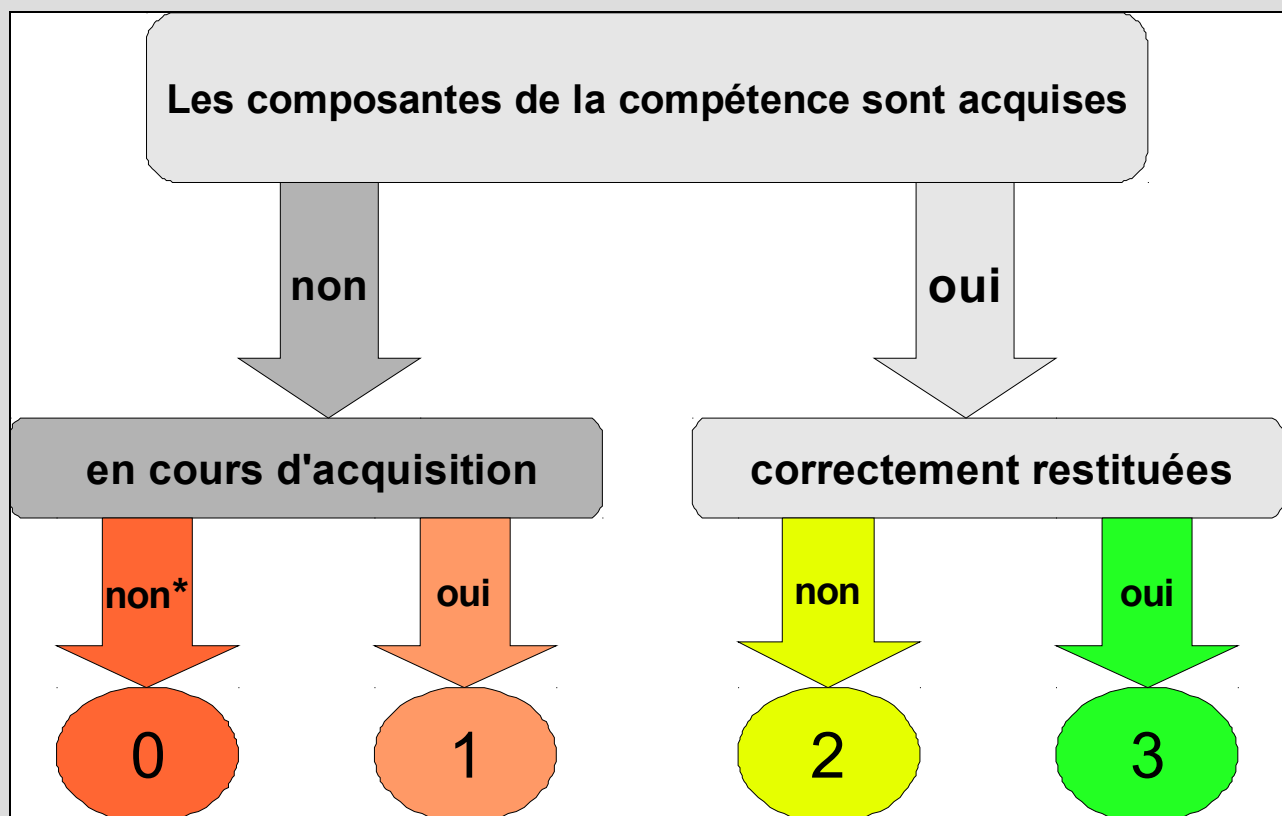 Les composantes de la compétence sont acquises
non
oui
en cours d'acquisition
correctement restituées
non*
oui
non
oui
0
1
2
3